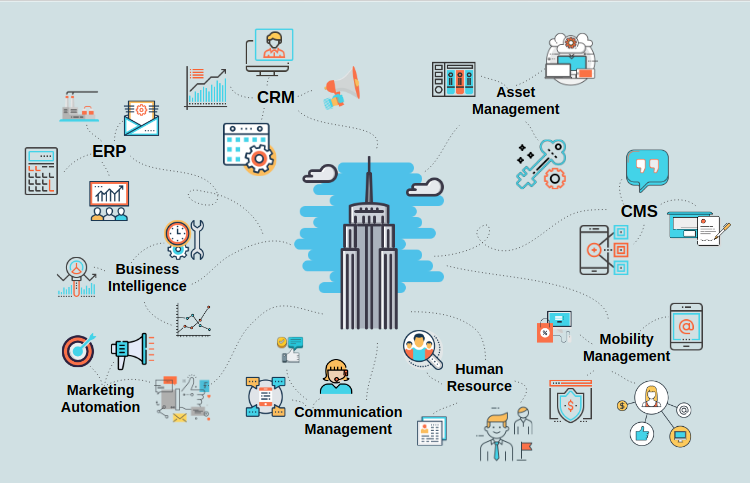 CRM
Asset
Management
ERP
CMS
Business
Intelligence
Mobility
Management
Human
Resource
Marketing
Automation
Communication
Management